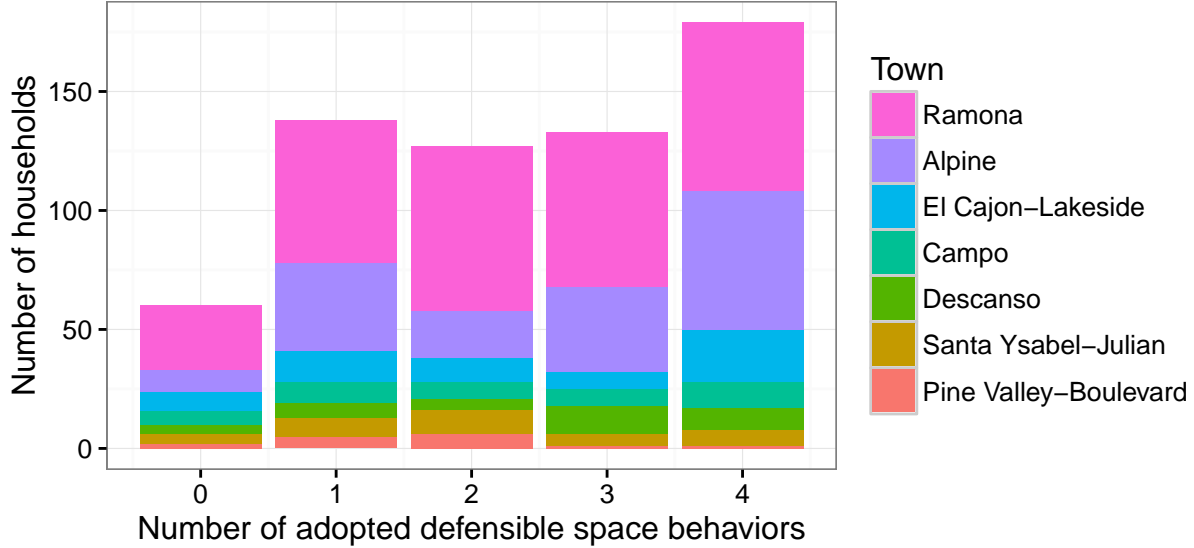 Number of households
150
100
50
0
0 1 2 3 4
Number of adopted defensible space behaviors
Town
Ramona
Alpine
El Cajon−Lakeside
Campo
Descanso
Santa Ysabel−Julian
Pine Valley−Boulevard